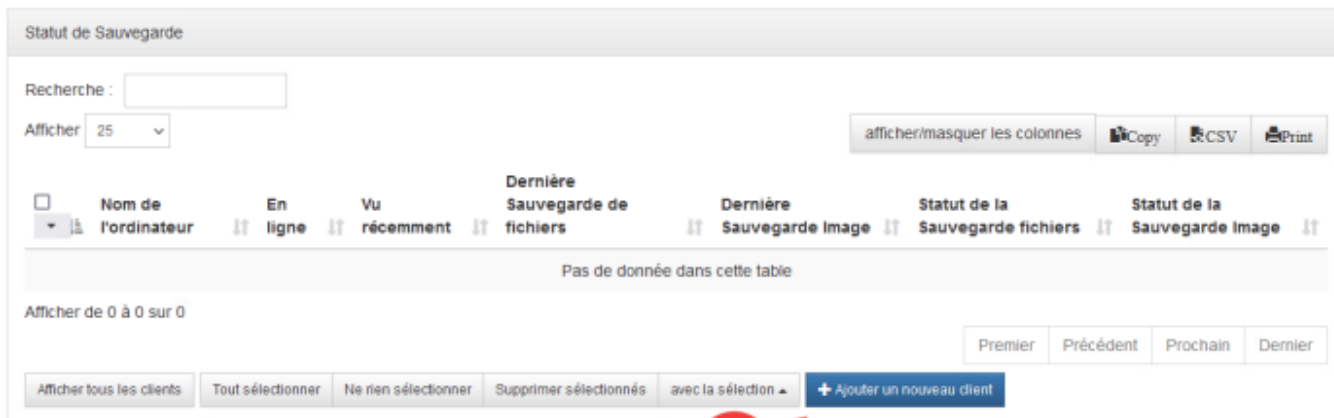 Statut de Sauvegarde
Recherche :
Afficher 25
afficher/masquer les colonnes Copy CSV Print
Nom de l'ordinateur
En ligne
Vu récemment
Dernière Sauvegarde de fichiers
Dernière Sauvegarde Image
Statut de la Sauvegarde fichiers
Statut de la Sauvegarde Image
Pas de donnée dans cette table
Afficher de 0 à 0 sur 0
Premier Précédent Prochain Dernier
Afficher tous les clients Tout sélectionner Ne rien sélectionner Supprimer sélectionnés avec la sélection Ajouter un nouveau client